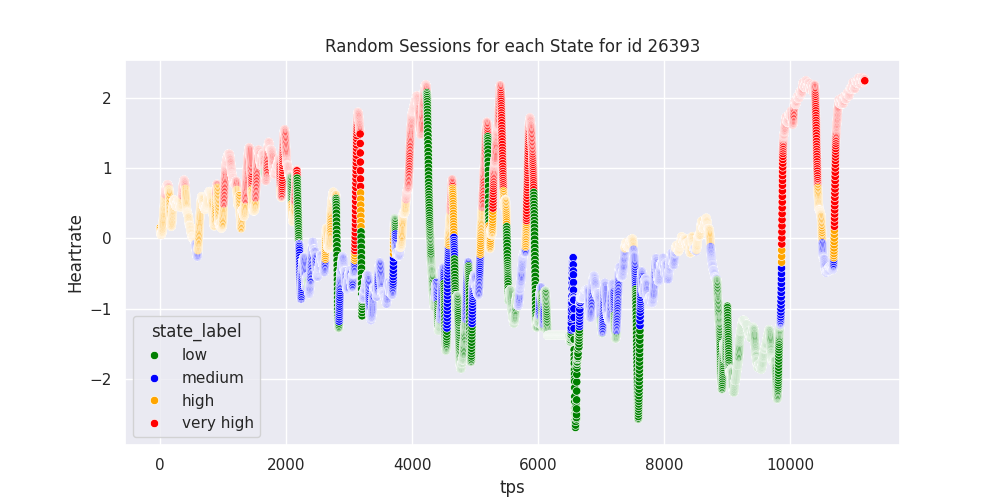 Random Sessions for each State for id 26393
Heartrate
2
1
0
−1
−2
state_label
low
medium
high
very high
0
2000
4000
6000
8000
10000
tps